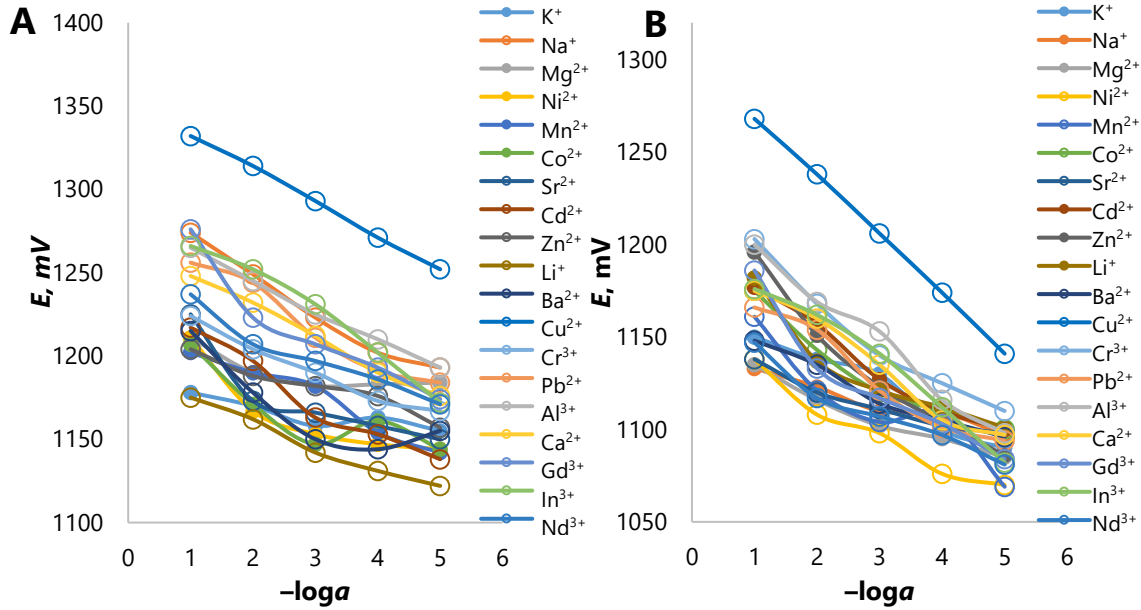 A
E, mV
1400
1350
1300
1250
1200
1150
1100
0 1 2 3 4 5 6
–loga
K⁺
Na⁺
Mg²⁺
Ni²⁺
Mn²⁺
Co²⁺
Sr²⁺
Cd²⁺
Zn²⁺
Li⁺
Ba²⁺
Cu²⁺
Cr³⁺
Pb²⁺
Al³⁺
Ca²⁺
Gd³⁺
In³⁺
Nd³⁺
B
E, mV
1300
1250
1200
1150
1100
1050
0 1 2 3 4 5 6
–loga
K⁺
Na⁺
Mg²⁺
Ni²⁺
Mn²⁺
Co²⁺
Sr²⁺
Cd²⁺
Zn²⁺
Li⁺
Ba²⁺
Cu²⁺
Cr³⁺
Pb²⁺
Al³⁺
Ca²⁺
Gd³⁺
In³⁺
Nd³⁺